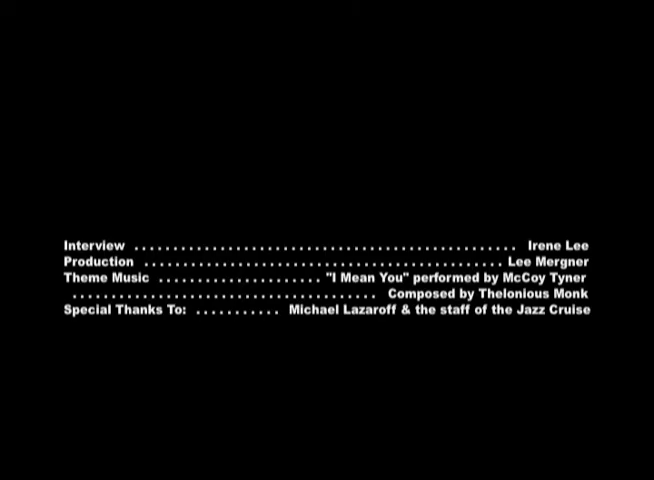 Interview ................................................ Irene Lee
Production ............................................. Lee Mergner
Theme Music ..................... "I Mean You" performed by McCoy Tyner
....................................... Composed by Thelonious Monk
Special Thanks To: ........... Michael Lazaroff & the staff of the Jazz Cruise